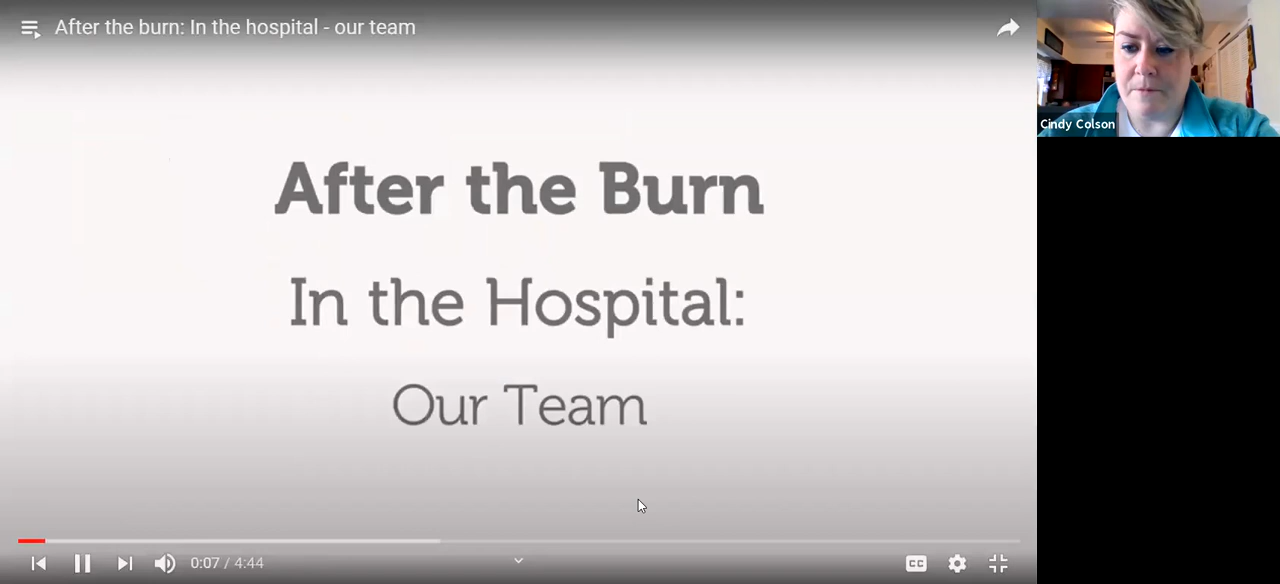 After the burn: In the hospital - our team
Cindy Colson
After the Burn
In the Hospital:
Our Team
0:07 / 4:44
CC